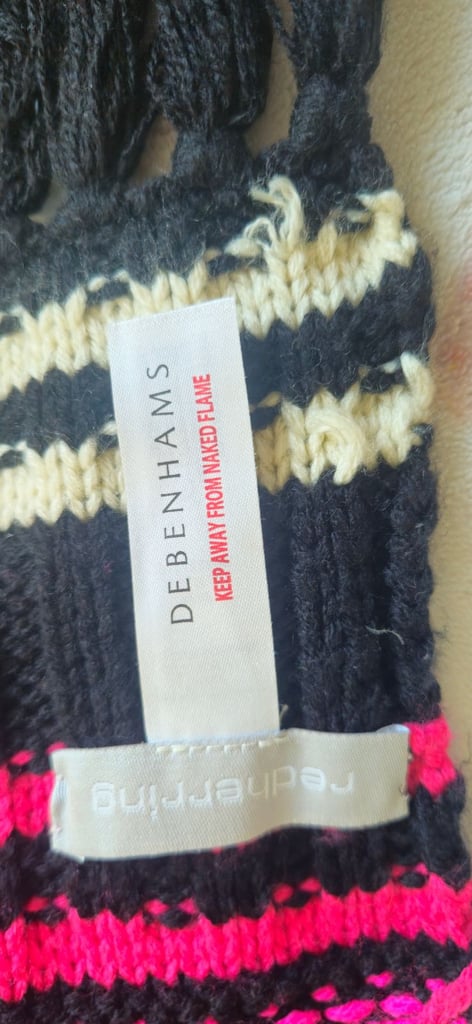 DEBENHAMS
KEEP AWAY FROM NAKED FLAME
redherring